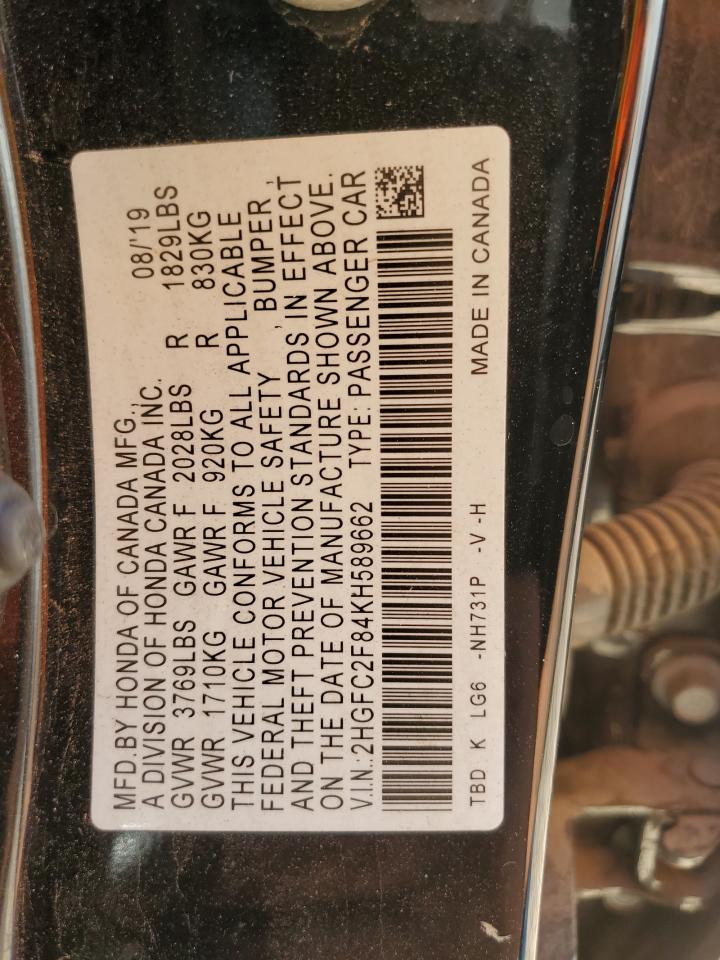 MFD.BY HONDA OF CANADA MFG., 08/'19
A DIVISION OF HONDA CANADA INC.
GVWR 3769LBS GAWR F 2028LBS R 1829LBS
GVWR 1710KG GAWR F 920KG R 830KG
THIS VEHICLE CONFORMS TO ALL APPLICABLE
FEDERAL MOTOR VEHICLE SAFETY , BUMPER ,
AND THEFT PREVENTION STANDARDS IN EFFECT
ON THE DATE OF MANUFACTURE SHOWN ABOVE.
V.I.N.:2HGFC2F84KH589662 TYPE: PASSENGER CAR
TBD K LG6 -NH731P -V -H MADE IN CANADA